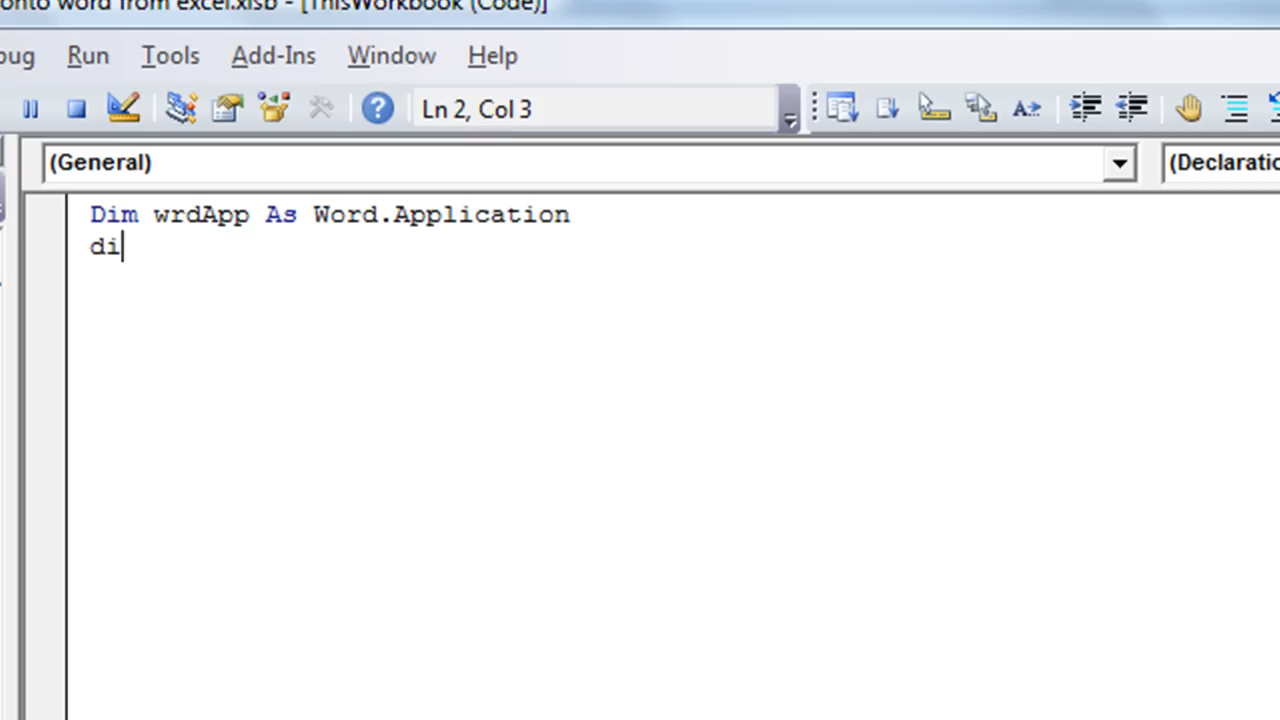 onto word from excel.xlsb - [ThisWorkbook (Code)]
bug Run Tools Add-Ins Window Help
Ln 2, Col 3
(General)
(Declaratio
Dim wrdApp As Word.Application
di